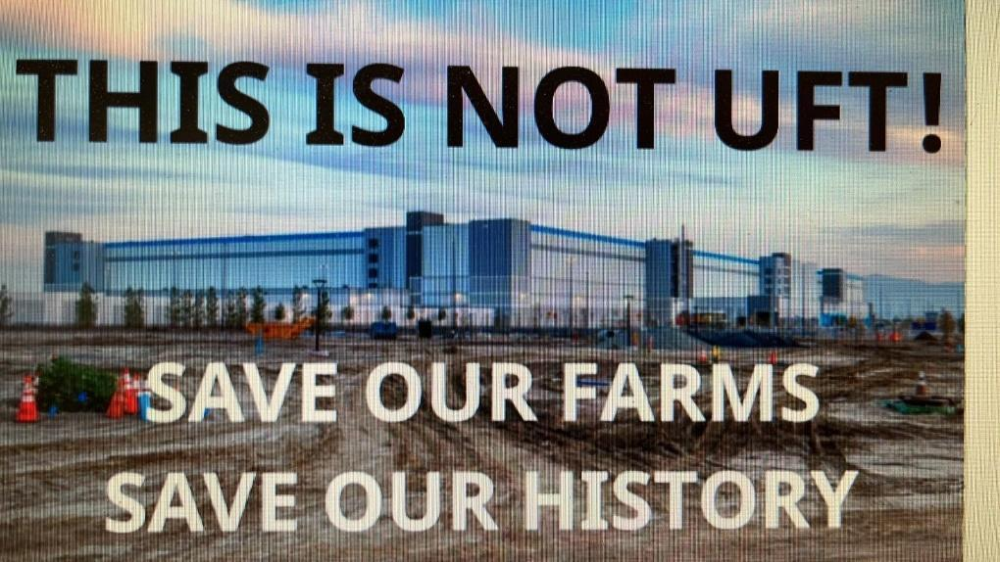 THIS IS NOT UFT!
SAVE OUR FARMS
SAVE OUR HISTORY